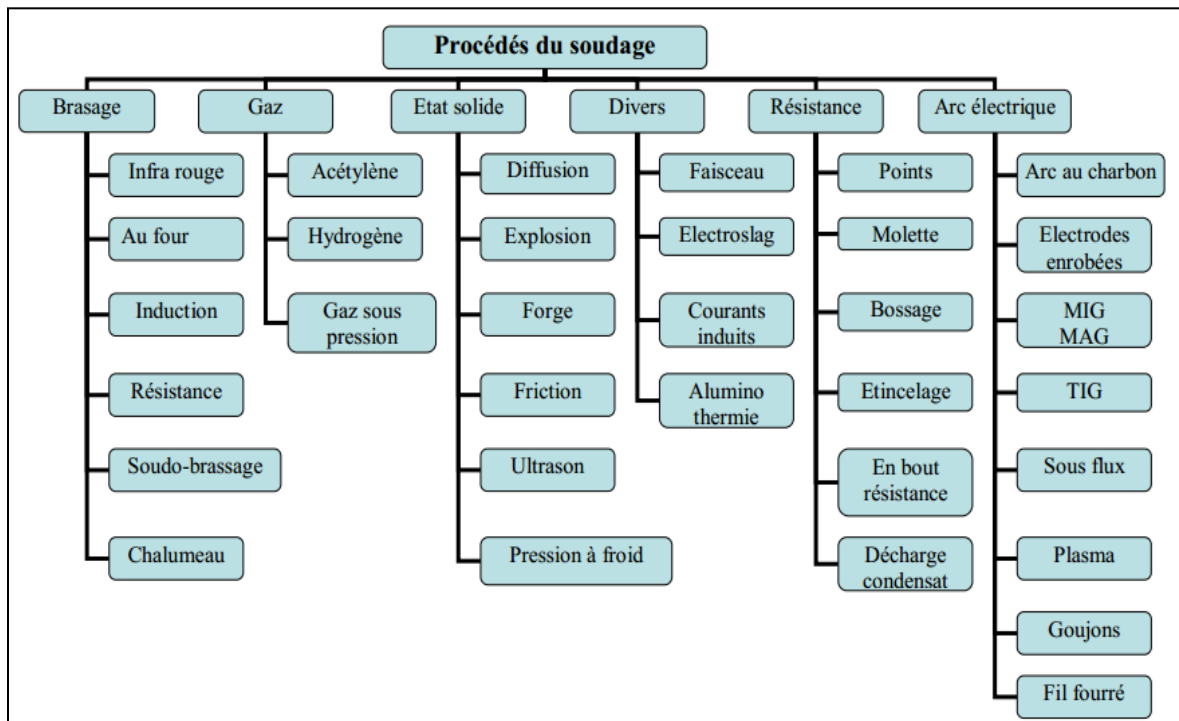 Procédés du soudage
Brasage
Gaz
Etat solide
Divers
Résistance
Arc électrique
Infra rouge
Au four
Induction
Résistance
Soudo-brassage
Chalumeau
Acétylène
Hydrogène
Gaz sous
pression
Diffusion
Explosion
Forge
Friction
Ultrason
Pression à froid
Faisceau
Electroslag
Courants
induits
Alumino
thermie
Points
Molette
Bossage
Etincelage
En bout
résistance
Décharge
condensat
Arc au charbon
Electrodes
enrobées
MIG
MAG
TIG
Sous flux
Plasma
Goujons
Fil fourré